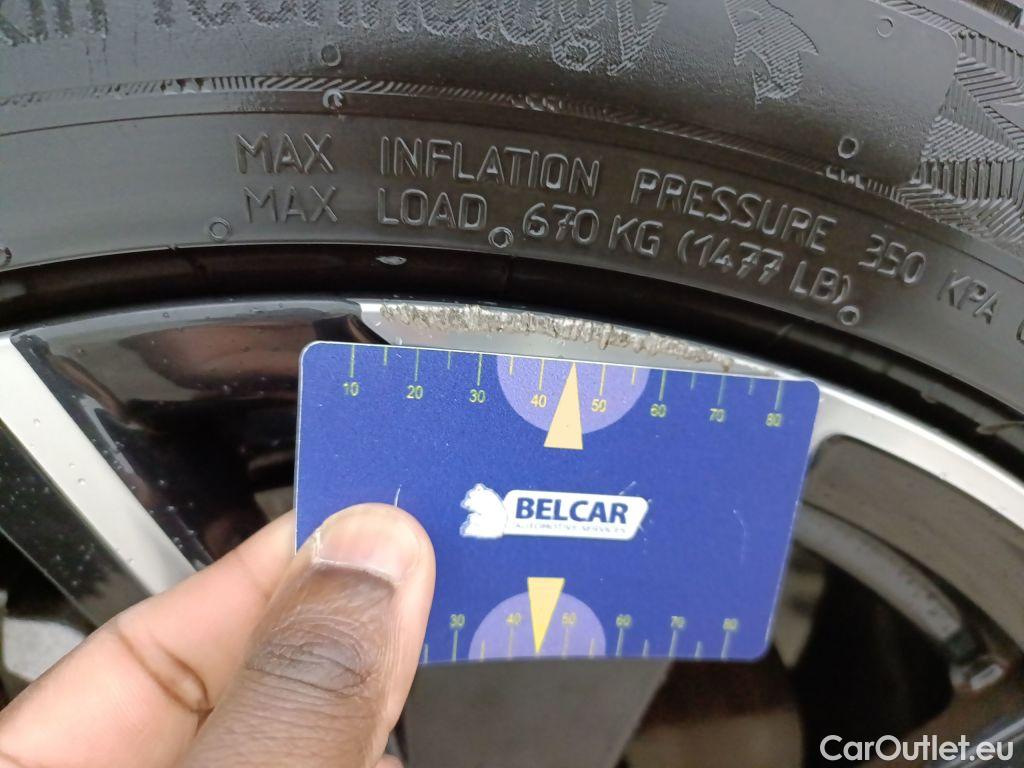 Technology
MAX INFLATION PRESSURE 350 KPA
MAX LOAD 670 KG (1477 LB)
10 20 30 40 50 60 70 80
BELCAR
AUTOMOTIVE SERVICES
30 40 50 60 70 80
CarOutlet.eu